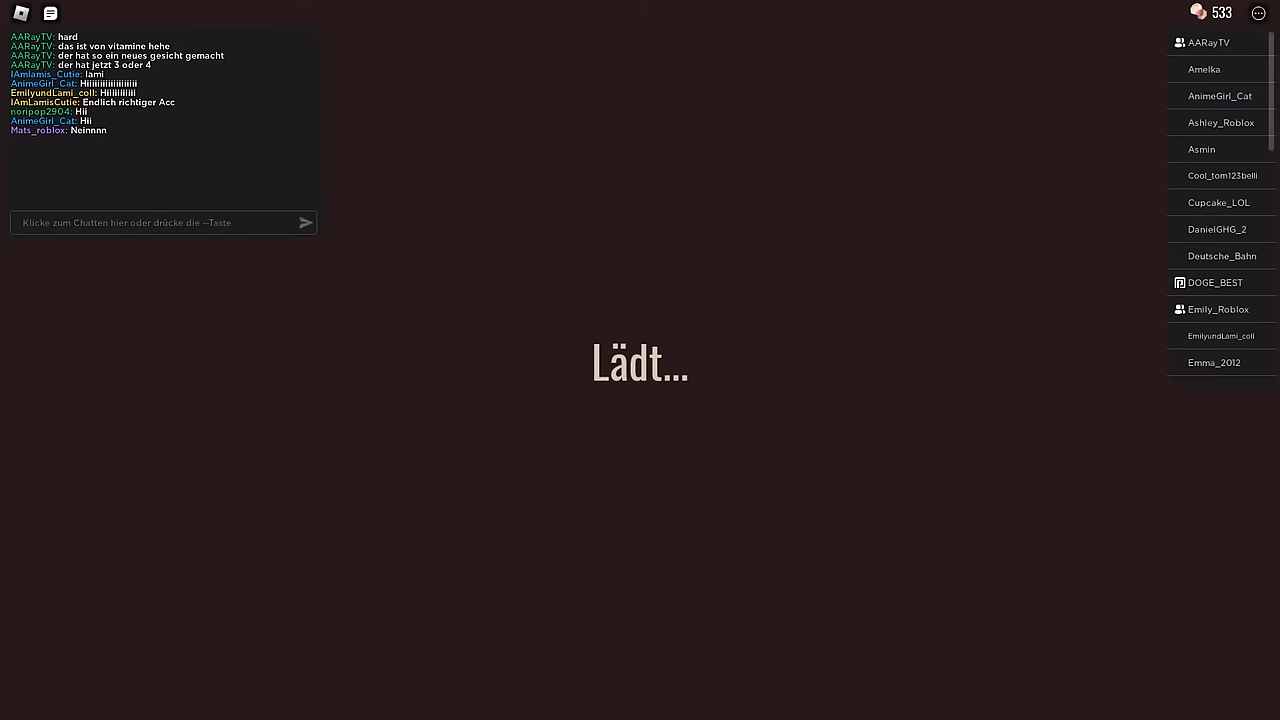 533
AARayTV: hard
AARayTV: das ist von vitamine hehe
AARayTV: der hat so ein neues gesicht gemacht
AARayTV: der hat jetzt 3 oder 4
IAmlamis_Cutie: lami
AnimeGirl_Cat: Hiiiiiiiiiiiiiiiiii
EmilyundLami_coll: Hiiiiiiiiii
IAmLamisCutie: Endlich richtiger Acc
noripop2904: Hii
AnimeGirl_Cat: Hii
Mats_roblox: Neinnnn
Klicke zum Chatten hier oder drücke die –Taste
Lädt...
AARayTV
Amelka
AnimeGirl_Cat
Ashley_Roblox
Asmin
Cool_tom123belli
Cupcake_LOL
DanielGHG_2
Deutsche_Bahn
DOGE_BEST
Emily_Roblox
EmilyundLami_coll
Emma_2012